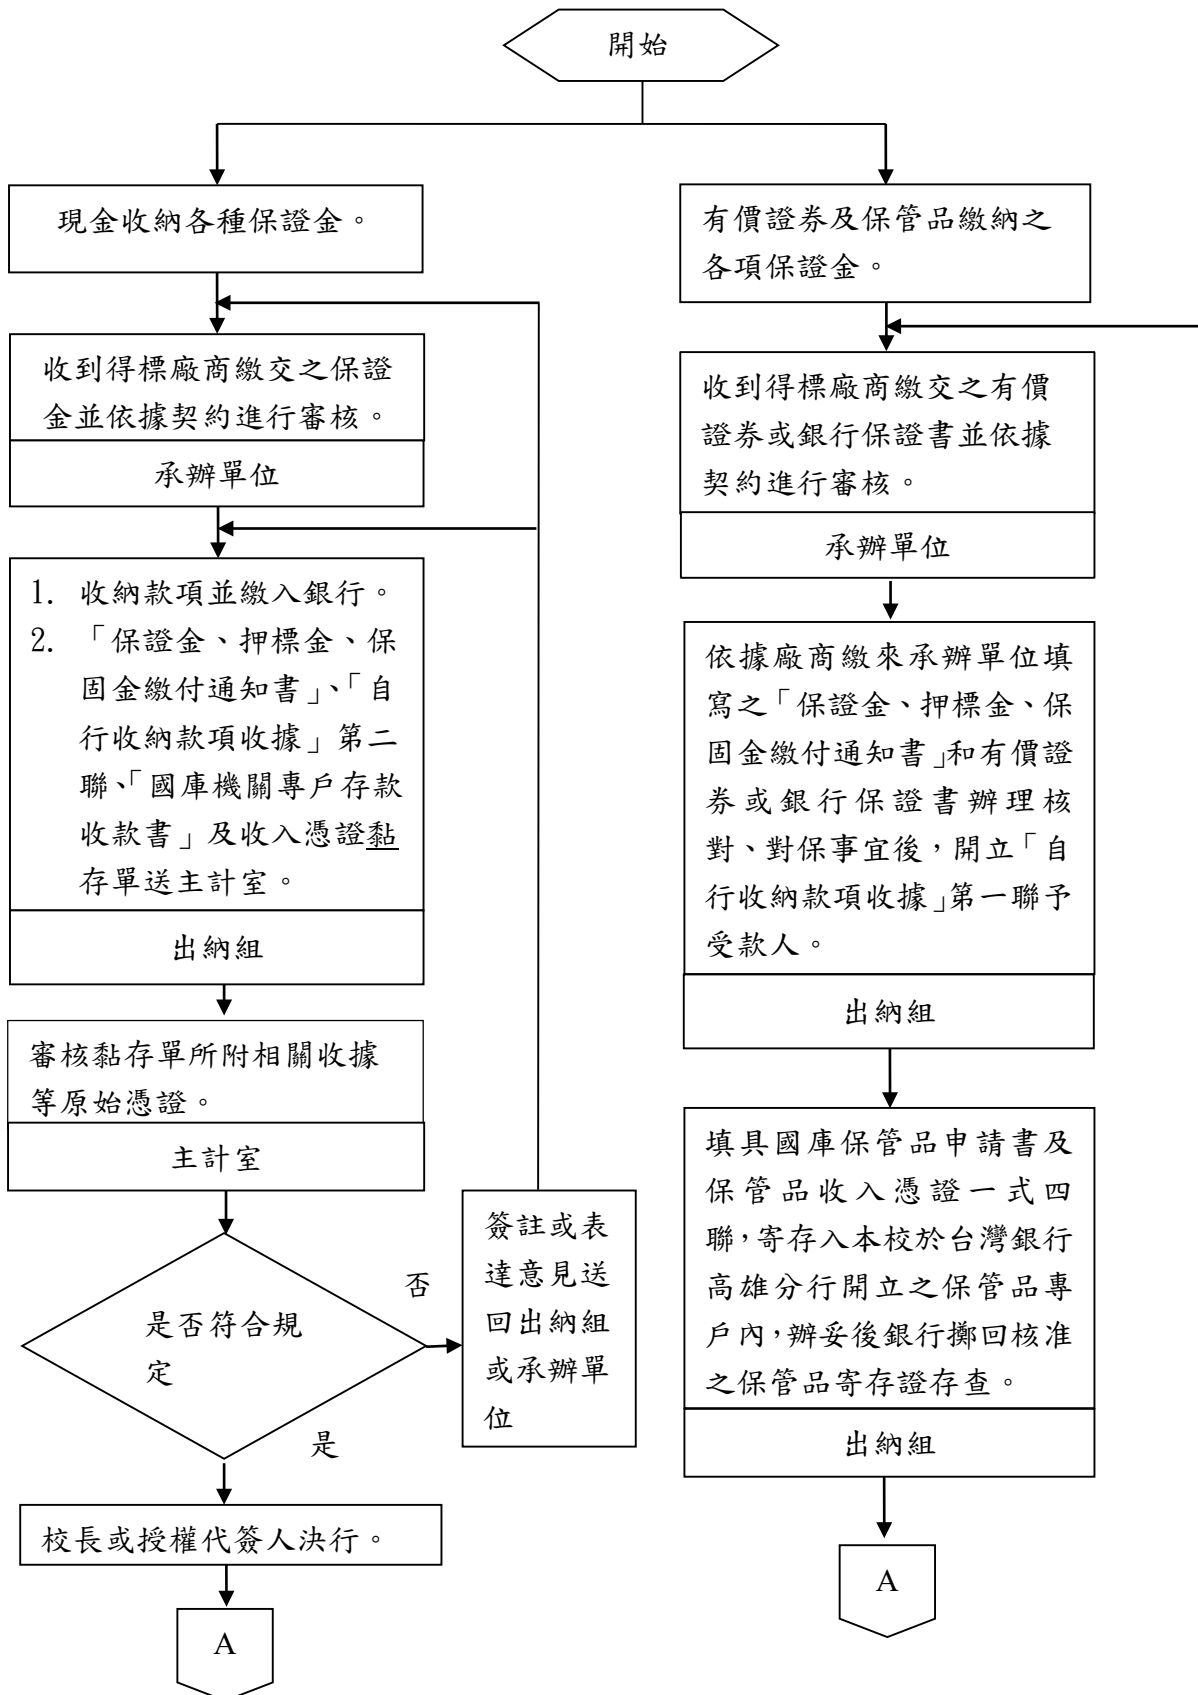 開始
現金收納各種保證金。
收到得標廠商繳交之保證
金並依據契約進行審核。
承辦單位
1. 收納款項並繳入銀行。
2. 「保證金、押標金、保
固金繳付通知書」、「自
行收納款項收據」第二
聯、「國庫機關專戶存款
收款書」及收入憑證黏
存單送主計室。
出納組
審核黏存單所附相關收據
等原始憑證。
主計室
是否符合規
定
否
是
簽註或表
達意見送
回出納組
或承辦單
位
校長或授權代簽人決行。
A
有價證券及保管品繳納之
各項保證金。
收到得標廠商繳交之有價
證券或銀行保證書並依據
契約進行審核。
承辦單位
依據廠商繳來承辦單位填
寫之「保證金、押標金、保
固金繳付通知書」和有價證
券或銀行保證書辦理核
對、對保事宜後，開立「自
行收納款項收據」第一聯予
受款人。
出納組
填具國庫保管品申請書及
保管品收入憑證一式四
聯，寄存入本校於台灣銀行
高雄分行開立之保管品專
戶內，辦妥後銀行擲回核准
之保管品寄存證存查。
出納組
A